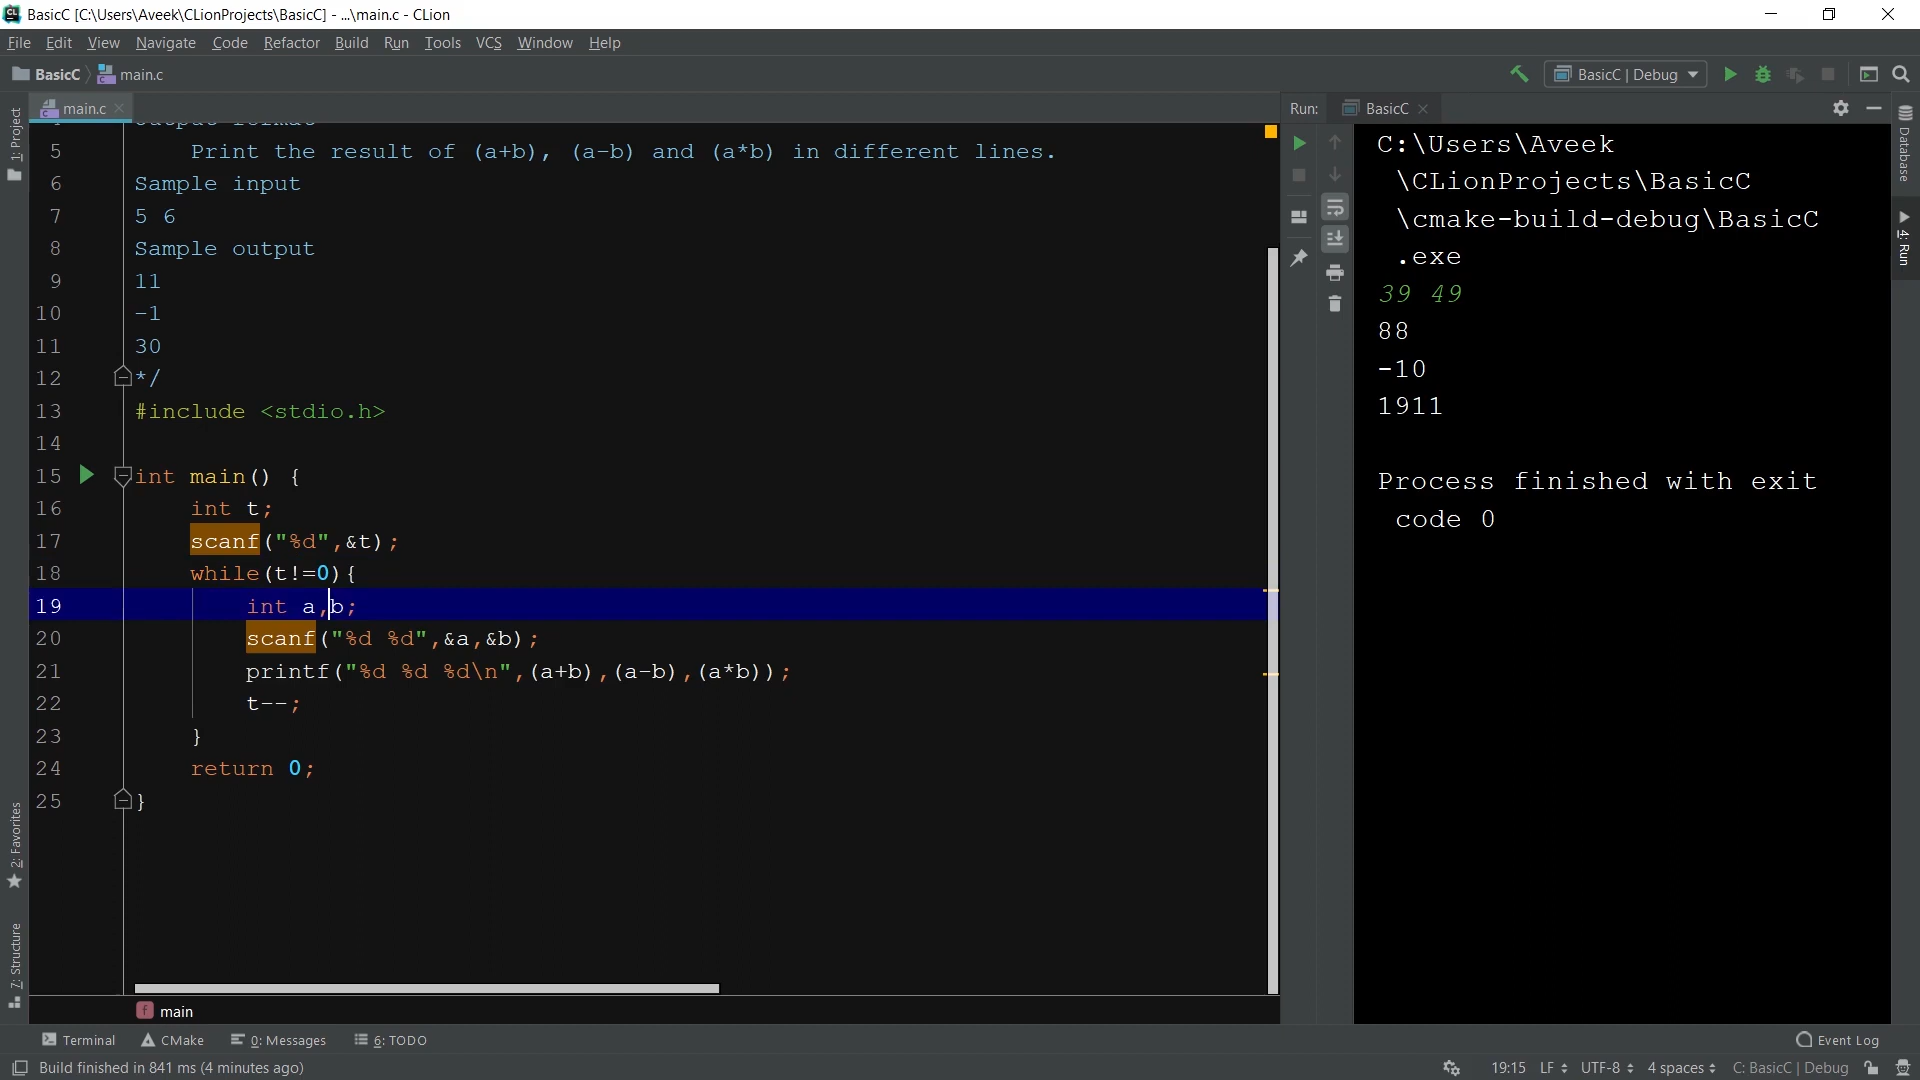 BasicC [C:\Users\Aveek\CLionProjects\BasicC] - ...\main.c - CLion
File Edit View Navigate Code Refactor Build Run Tools VCS Window Help
BasicC main.c BasicC | Debug
main.c Run: BasicC
1: Project
2: Favorites
7: Structure
5 Print the result of (a+b), (a-b) and (a*b) in different lines.
6 Sample input
7 5 6
8 Sample output
9 11
10 -1
11 30
12 */
13 #include <stdio.h>
14
15 int main() {
16 int t;
17 scanf("%d",&t);
18 while(t!=0){
19 int a,b;
20 scanf("%d %d",&a,&b);
21 printf("%d %d %d\n",(a+b),(a-b),(a*b));
22 t--;
23 }
24 return 0;
25 }
main
C:\Users\Aveek
\CLionProjects\BasicC
\cmake-build-debug\BasicC
.exe
39 49
88
-10
1911
Process finished with exit
code 0
Database
4: Run
Terminal CMake 0: Messages 6: TODO Event Log
Build finished in 841 ms (4 minutes ago) 19:15 LF UTF-8 4 spaces C: BasicC | Debug